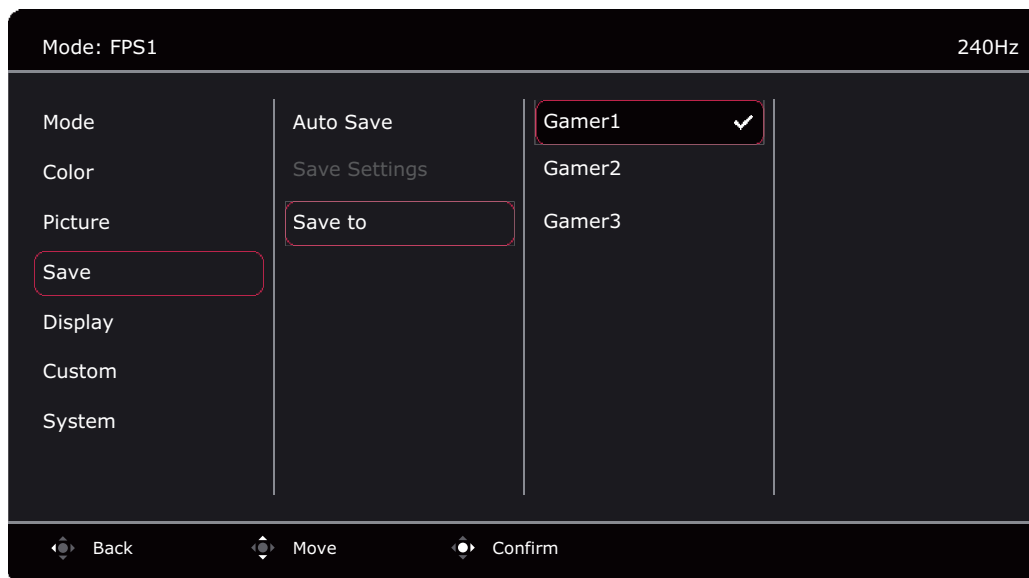 Mode: FPS1 240Hz
Mode
Color
Picture
Save
Display
Custom
System
Auto Save
Save Settings
Save to
Gamer1
Gamer2
Gamer3
Back Move Confirm